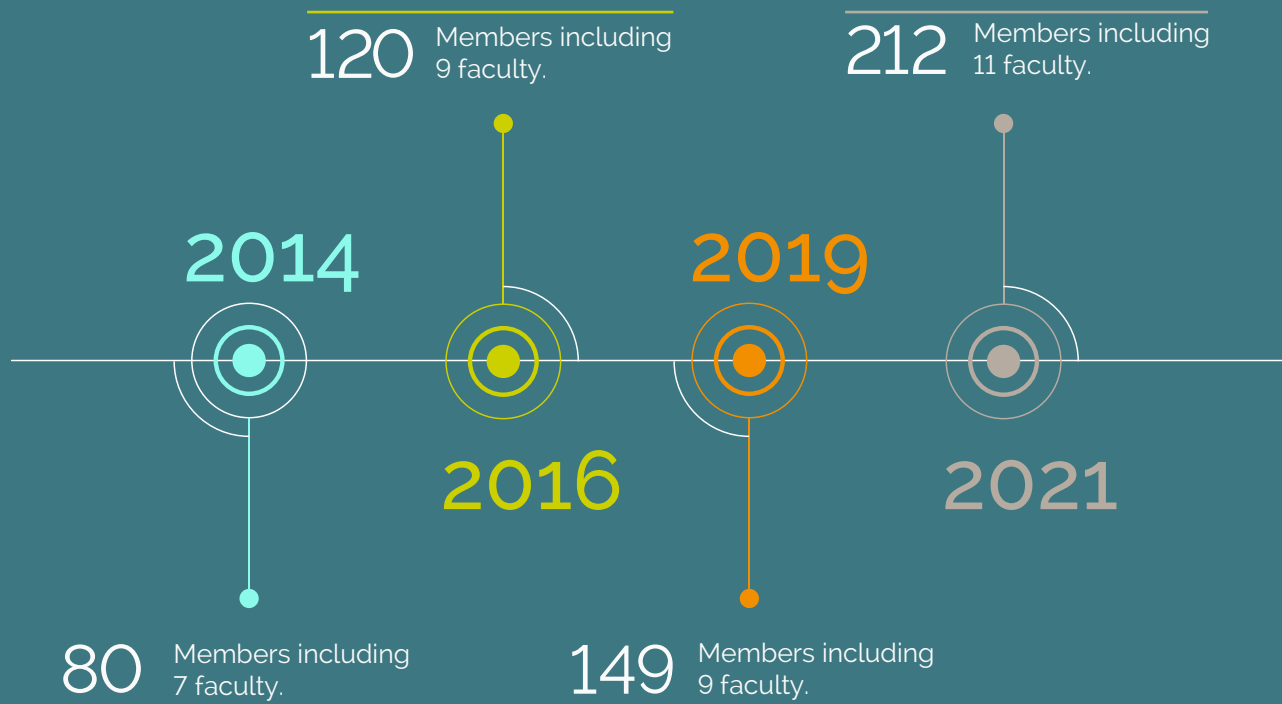 120
Members including
9 faculty.
212
Members including
11 faculty.
2014
2019
2016
2021
80
Members including
7 faculty.
149
Members including
9 faculty.